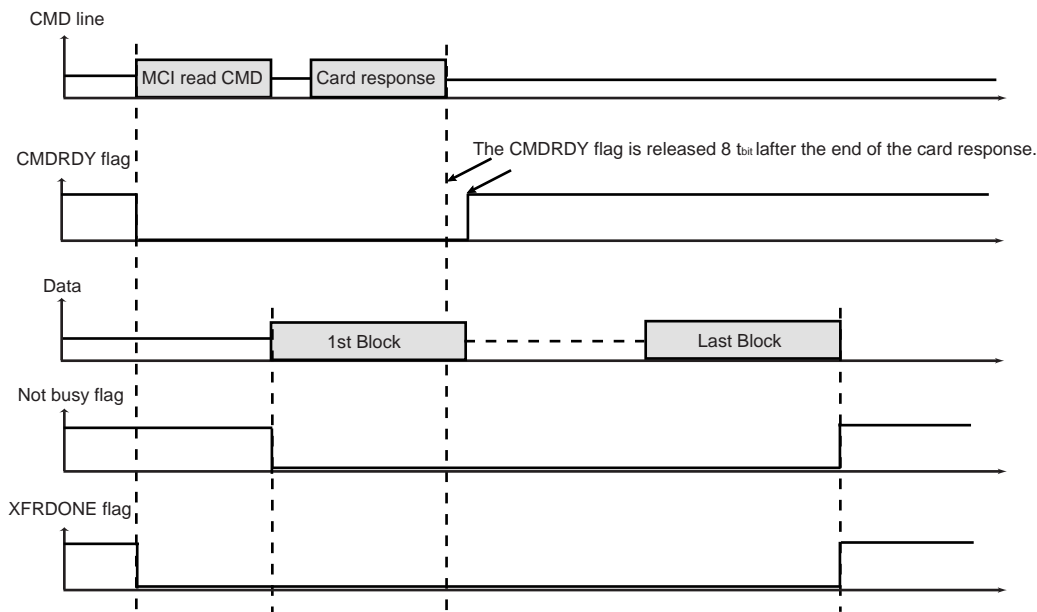 CMD line
MCI read CMD
Card response
The CMDRDY flag is released 8 tbit lafter the end of the card response.
CMDRDY flag
Data
1st Block
Last Block
Not busy flag
XFRDONE flag